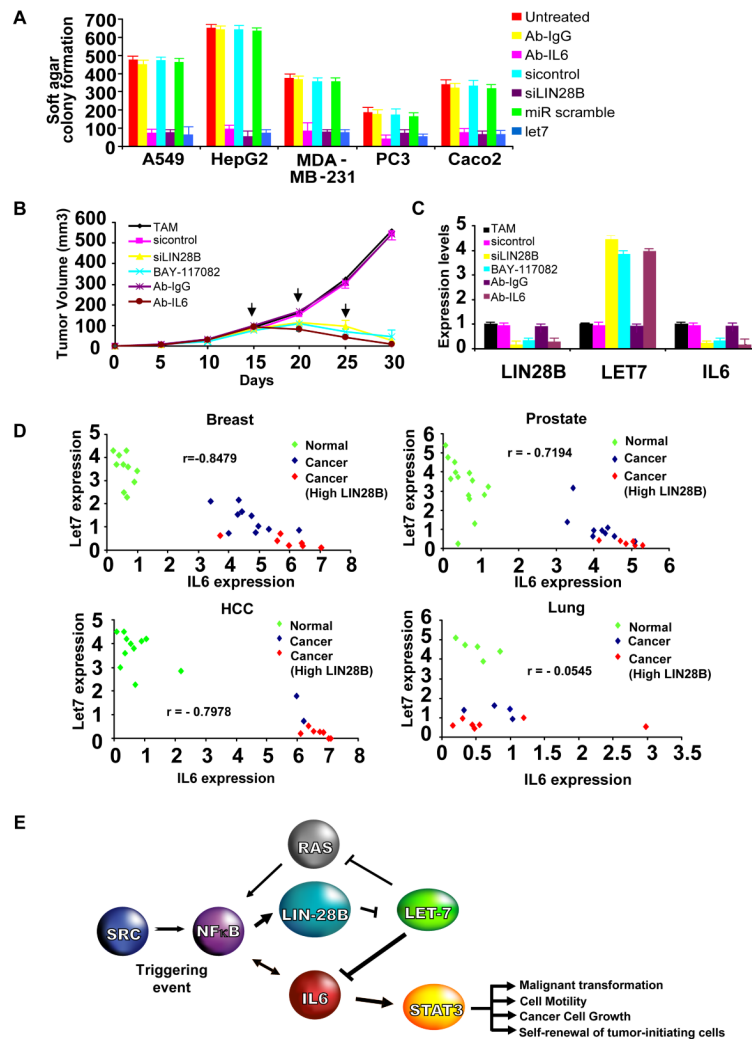 A
Soft agar
colony formation
700
600
500
400
300
200
100
0
A549
HepG2
MDA -
MB -231
PC3
Caco2
Untreated
Ab-IgG
Ab-IL6
sicontrol
siLIN28B
miR scramble
let7
B
Tumor Volume (mm3)
600
500
400
300
200
100
0
0 5 10 15 20 25 30
Days
TAM
sicontrol
siLIN28B
BAY-117082
Ab-IgG
Ab-IL6
C
Expression levels
5
4
3
2
1
0
LIN28B LET7 IL6
TAM
sicontrol
siLIN28B
BAY-117082
Ab-IgG
Ab-IL6
D
Breast
Let7 expression
5
4
3
2
1
0
0 1 2 3 4 5 6 7 8
IL6 expression
r=-0.8479
Normal
Cancer
Cancer
(High LIN28B)
Prostate
Let7 expression
6
5
4
3
2
1
0
0 1 2 3 4 5 6
IL6 expression
r = - 0.7194
Normal
Cancer
Cancer
(High LIN28B)
HCC
Let7 expression
5
4
3
2
1
0
0 1 2 3 4 5 6 7 8
IL6 expression
r = - 0.7978
Normal
Cancer
Cancer
(High LIN28B)
Lung
Let7 expression
6
5
4
3
2
1
0
0 0.5 1 1.5 2 2.5 3 3.5
IL6 expression
r = - 0.0545
Normal
Cancer
Cancer
(High LIN28B)
E
RAS
SRC
NFκB
LIN-28B
LET-7
Triggering
event
IL6
STAT3
Malignant transformation
Cell Motility
Cancer Cell Growth
Self-renewal of tumor-initiating cells